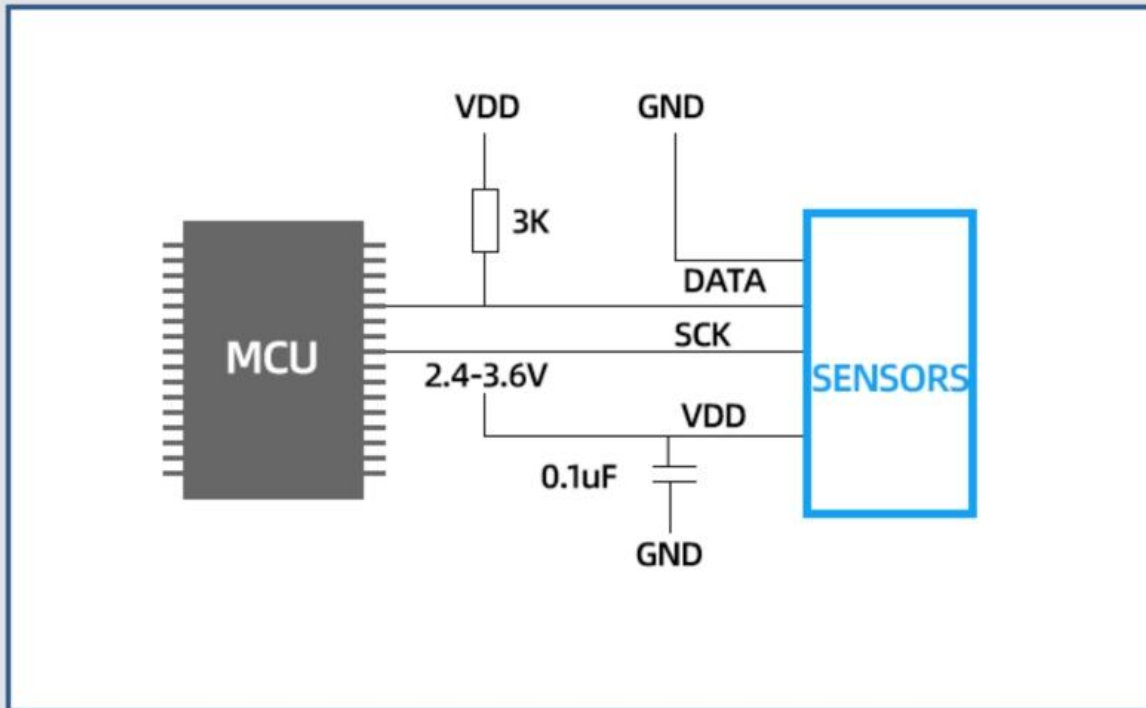 VDD
GND
3K
DATA
SCK
MCU
2.4-3.6V
SENSORS
VDD
0.1uF
GND